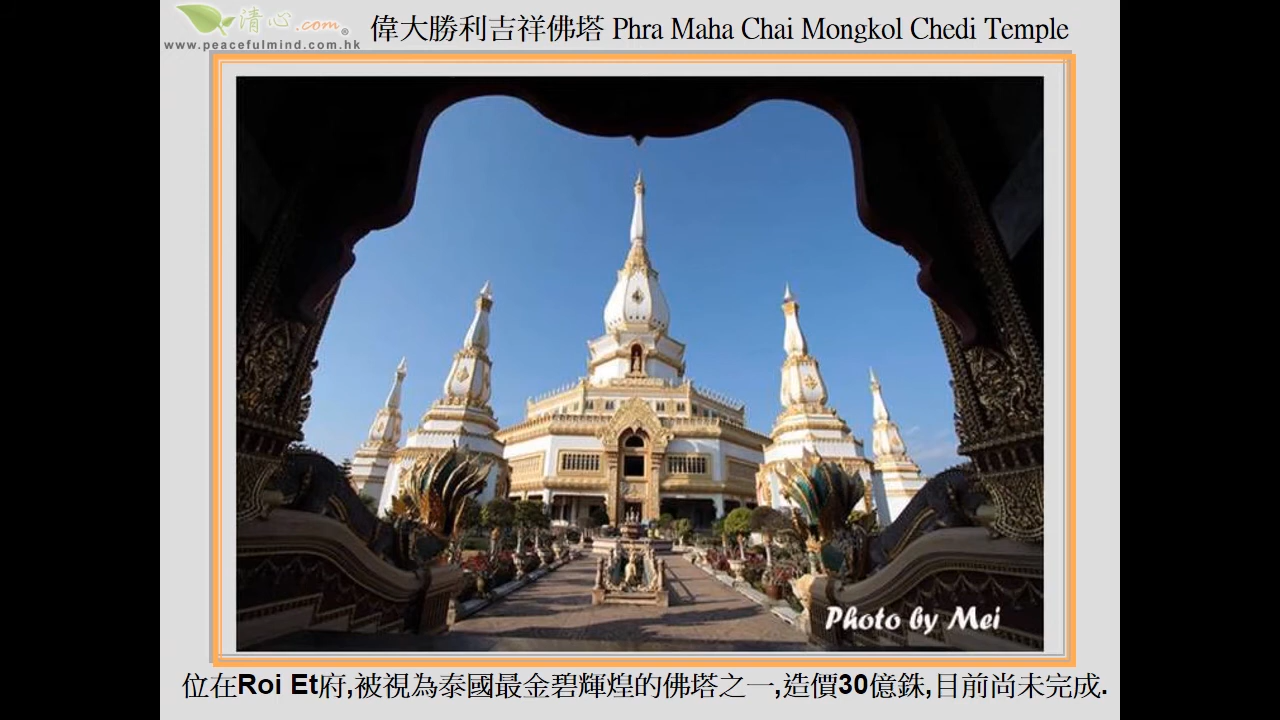 清心.com®
www.peacefulmind.com.hk
偉大勝利吉祥佛塔 Phra Maha Chai Mongkol Chedi Temple
Photo by Mei
位在Roi Et府,被視為泰國最金碧輝煌的佛塔之一,造價30億銖,目前尚未完成.